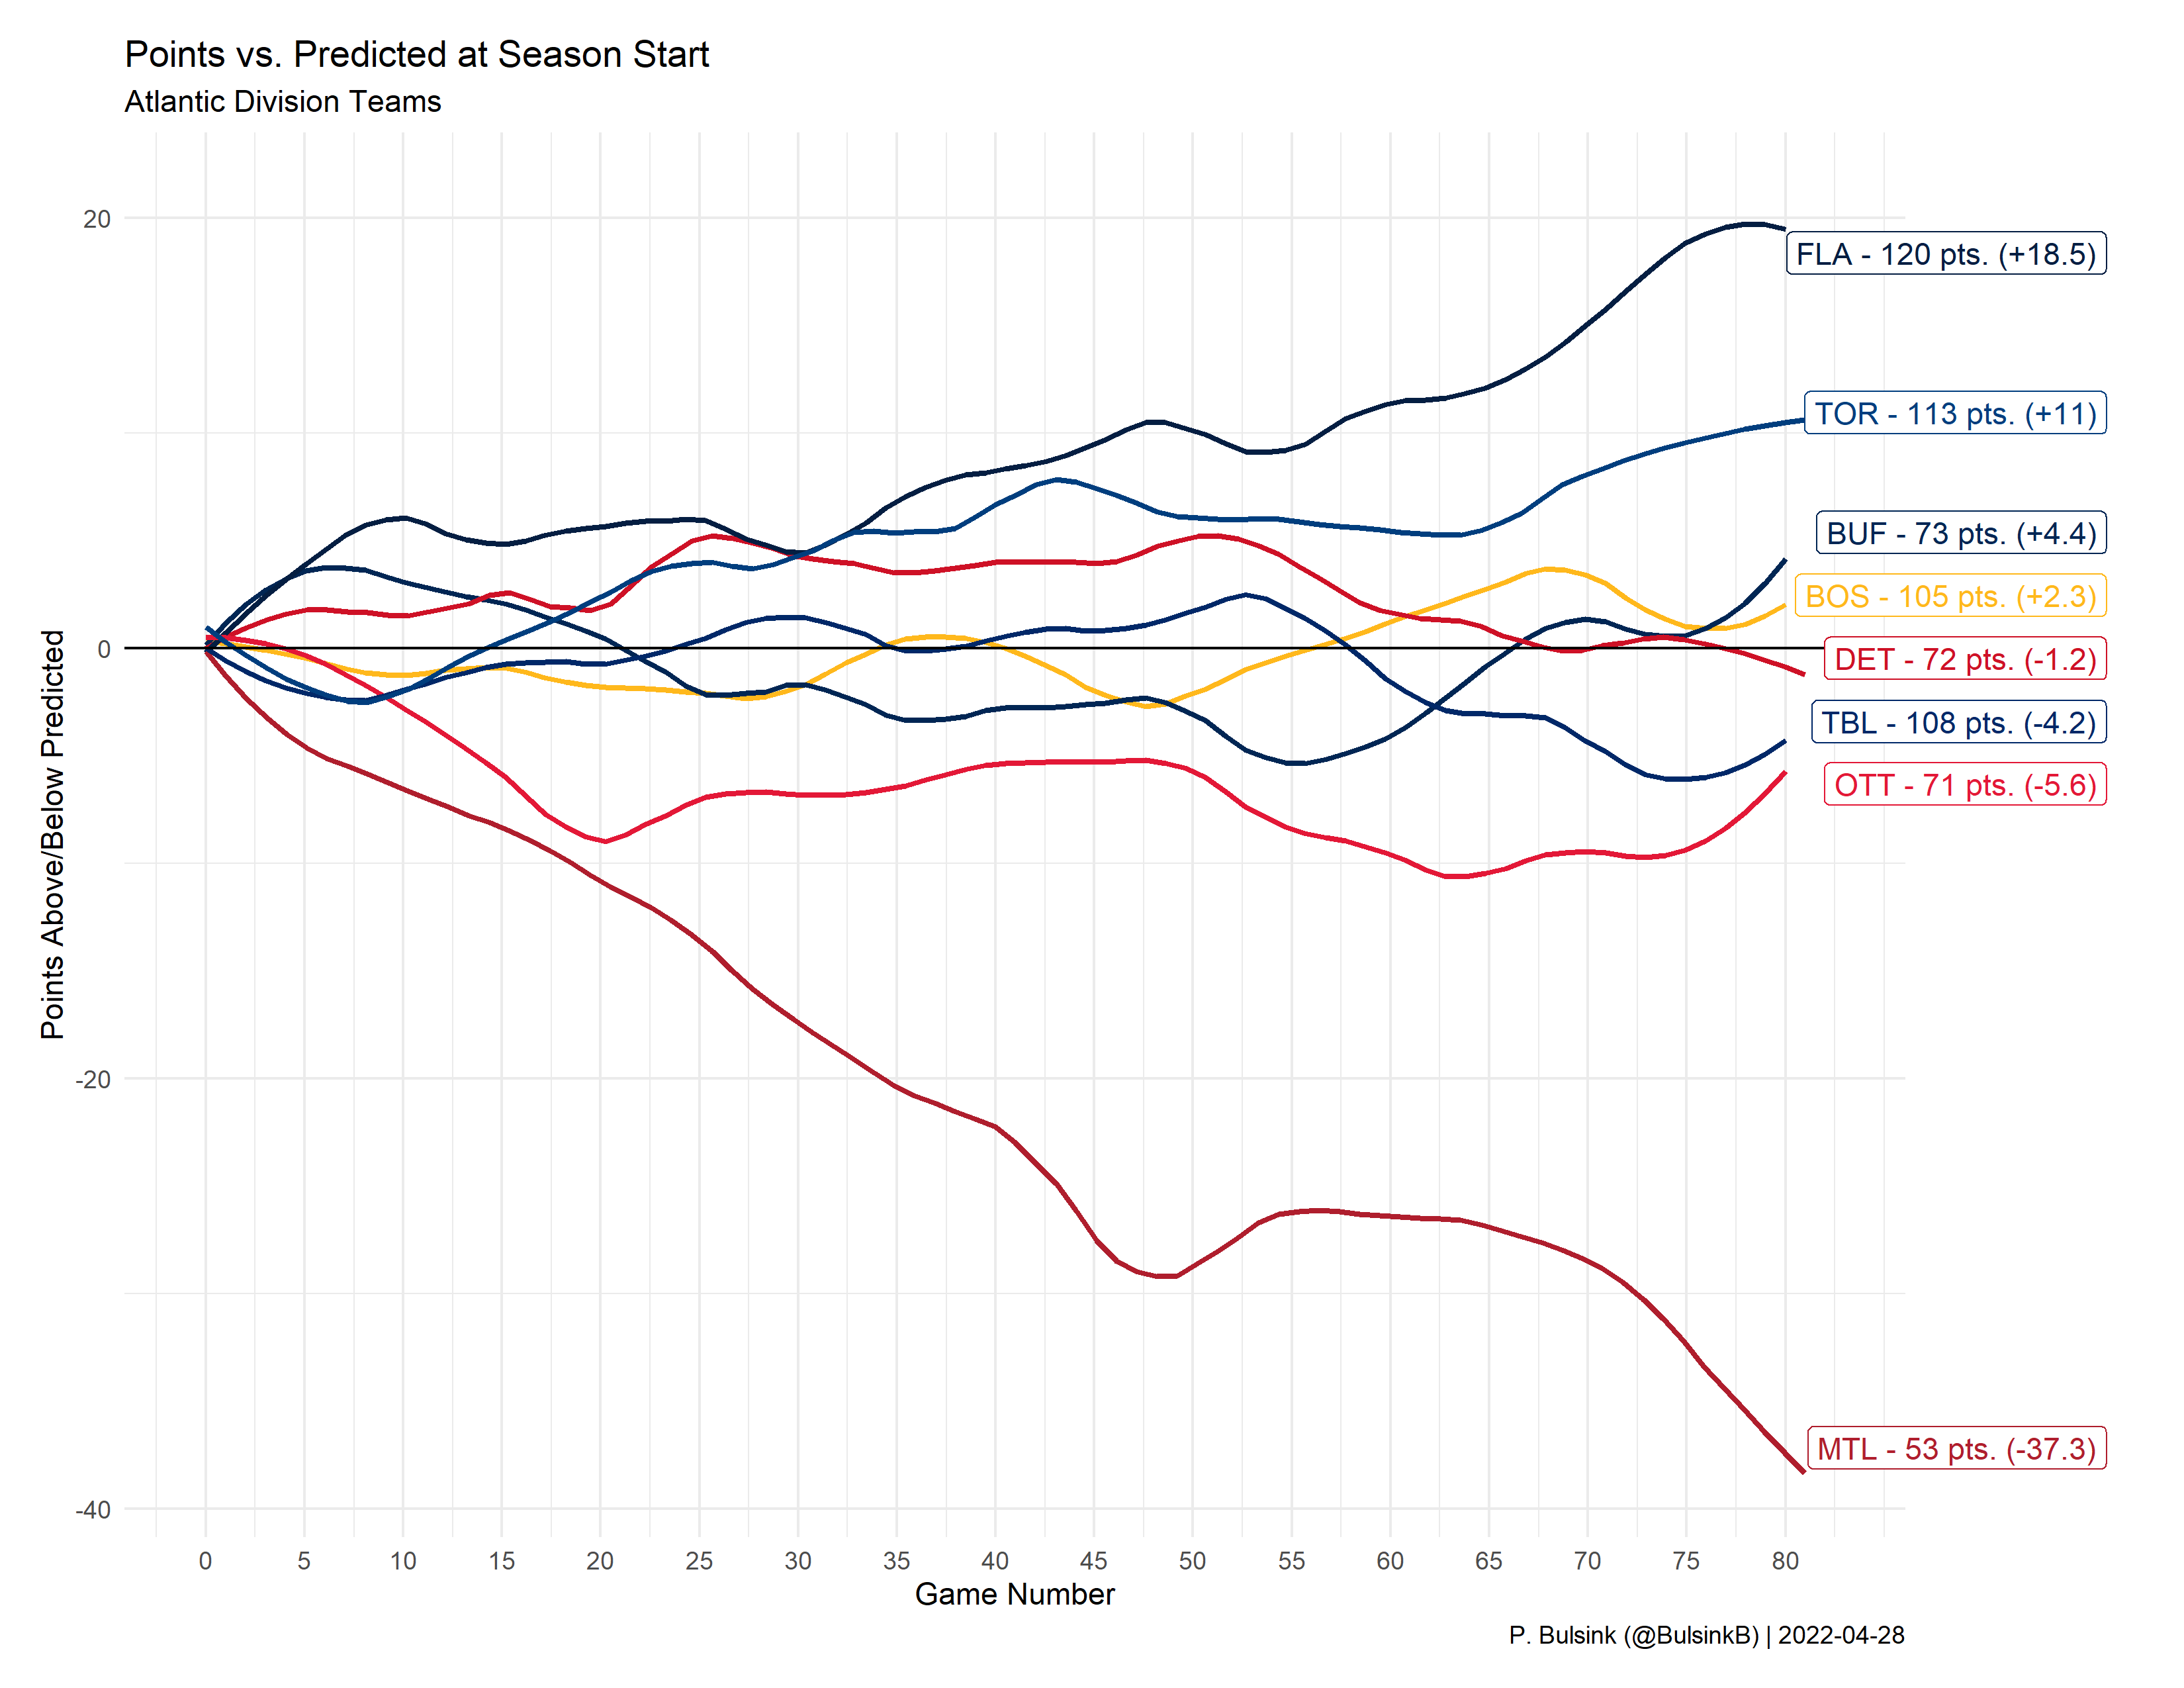 Points vs. Predicted at Season Start
Atlantic Division Teams
Points Above/Below Predicted
20
0
-20
-40
FLA - 120 pts. (+18.5)
TOR - 113 pts. (+11)
BUF - 73 pts. (+4.4)
BOS - 105 pts. (+2.3)
DET - 72 pts. (-1.2)
TBL - 108 pts. (-4.2)
OTT - 71 pts. (-5.6)
MTL - 53 pts. (-37.3)
0 5 10 15 20 25 30 35 40 45 50 55 60 65 70 75 80
Game Number
P. Bulsink (@BulsinkB) | 2022-04-28